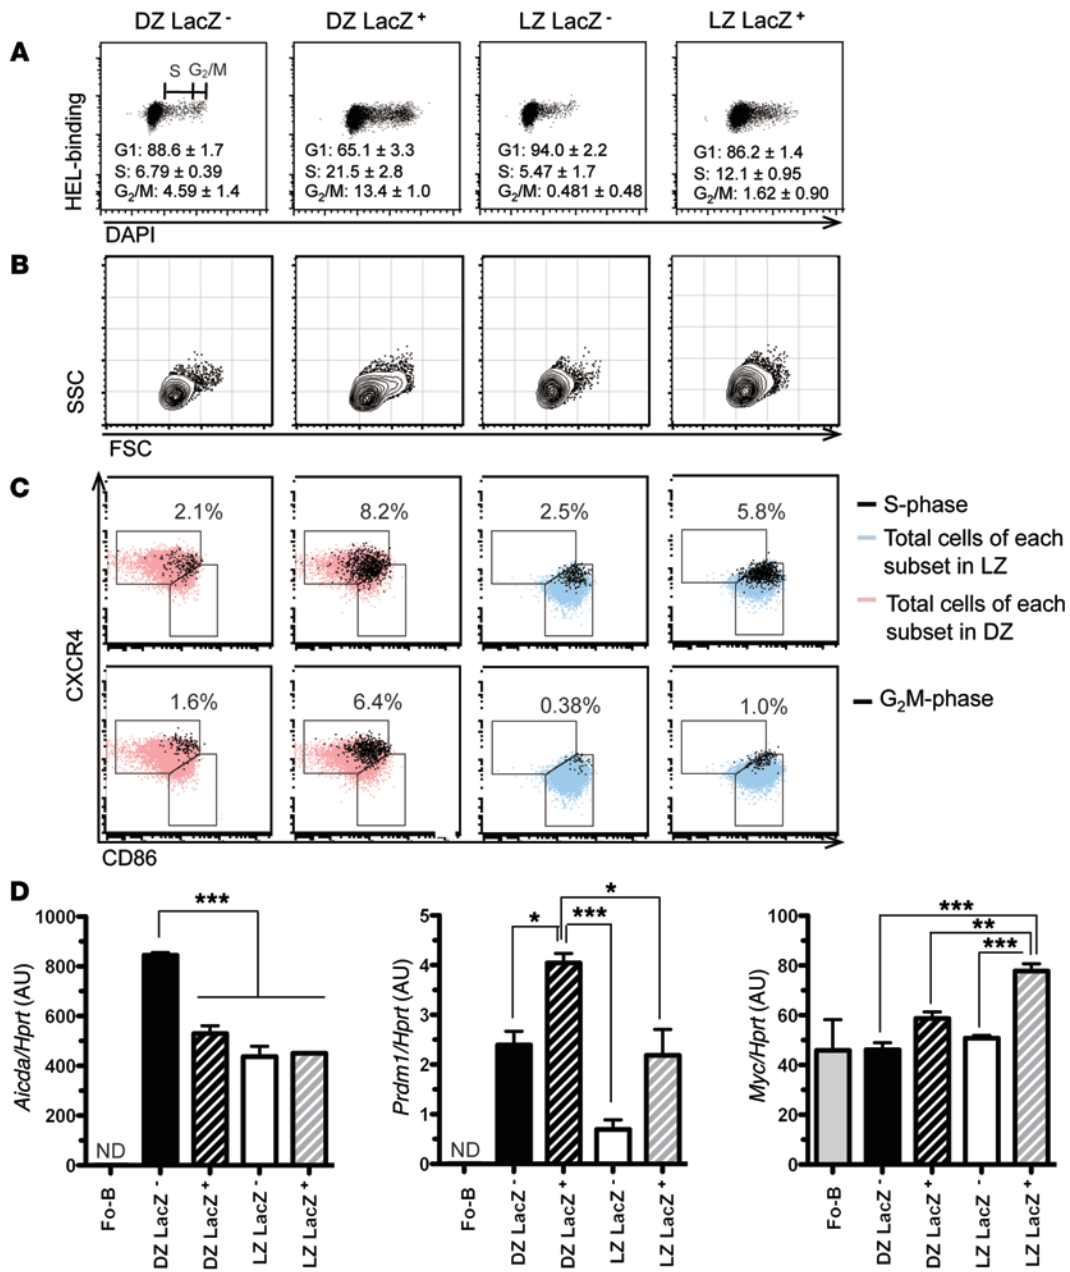 DZ LacZ - DZ LacZ + LZ LacZ - LZ LacZ +
A
HEL-binding
S G2/M
G1: 88.6 ± 1.7
S: 6.79 ± 0.39
G2/M: 4.59 ± 1.4
G1: 65.1 ± 3.3
S: 21.5 ± 2.8
G2/M: 13.4 ± 1.0
G1: 94.0 ± 2.2
S: 5.47 ± 1.7
G2/M: 0.481 ± 0.48
G1: 86.2 ± 1.4
S: 12.1 ± 0.95
G2/M: 1.62 ± 0.90
DAPI
B
SSC
FSC
C
CXCR4
2.1% 8.2% 2.5% 5.8%
S-phase
Total cells of each
subset in LZ
Total cells of each
subset in DZ
1.6% 6.4% 0.38% 1.0%
G2M-phase
CD86
D
Aicda/Hprt (AU)
1000
800
600
400
200
0
***
ND
Fo-B
DZ LacZ -
DZ LacZ +
LZ LacZ -
LZ LacZ +
Prdm1/Hprt (AU)
5
4
3
2
1
0
*
* ***
ND
Fo-B
DZ LacZ -
DZ LacZ +
LZ LacZ -
LZ LacZ +
Myc/Hprt (AU)
100
80
60
40
20
0
***
**
***
Fo-B
DZ LacZ -
DZ LacZ +
LZ LacZ -
LZ LacZ +